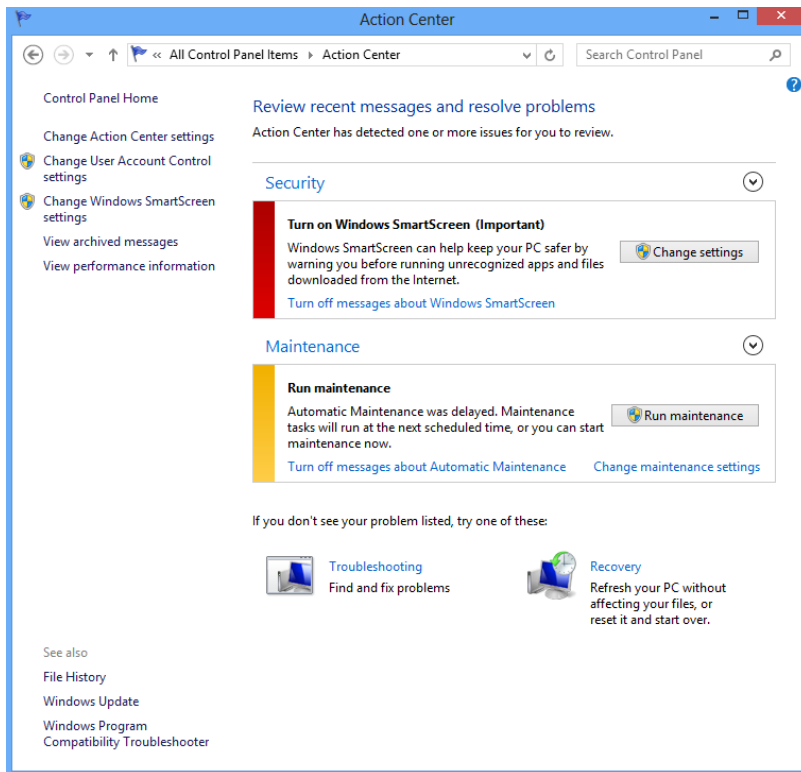 Action Center
« All Control Panel Items Action Center
Search Control Panel
Control Panel Home
Change Action Center settings
Change User Account Control
settings
Change Windows SmartScreen
settings
View archived messages
View performance information
Review recent messages and resolve problems
Action Center has detected one or more issues for you to review.
Security
Turn on Windows SmartScreen (Important)
Windows SmartScreen can help keep your PC safer by
warning you before running unrecognized apps and files
downloaded from the Internet.
Change settings
Turn off messages about Windows SmartScreen
Maintenance
Run maintenance
Automatic Maintenance was delayed. Maintenance
tasks will run at the next scheduled time, or you can start
maintenance now.
Run maintenance
Turn off messages about Automatic Maintenance
Change maintenance settings
If you don't see your problem listed, try one of these:
Troubleshooting
Find and fix problems
Recovery
Refresh your PC without
affecting your files, or
reset it and start over.
See also
File History
Windows Update
Windows Program
Compatibility Troubleshooter